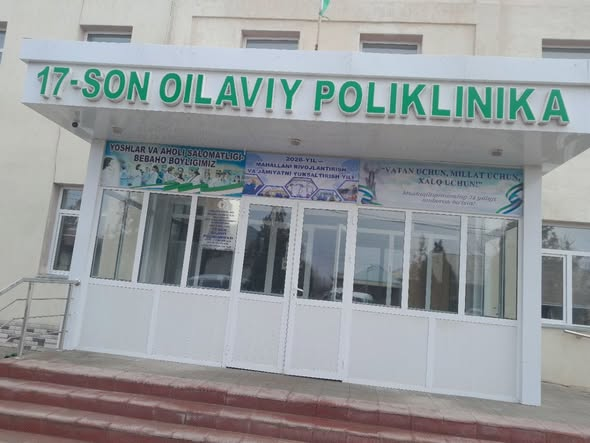 17-SON OILAVIY POLIKLINIKA
YOSHLAR VA AHOLI SALOMATLIGI
BEBAHO BOYLIGIMIZ
2026-YIL –
MAHALLANI RIVOJLANTIRISH
VA JAMIYATNI YUKSALTIRISH YILI
"VATAN UCHUN, MILLAT UCHUN,
XALQ UCHUN!"